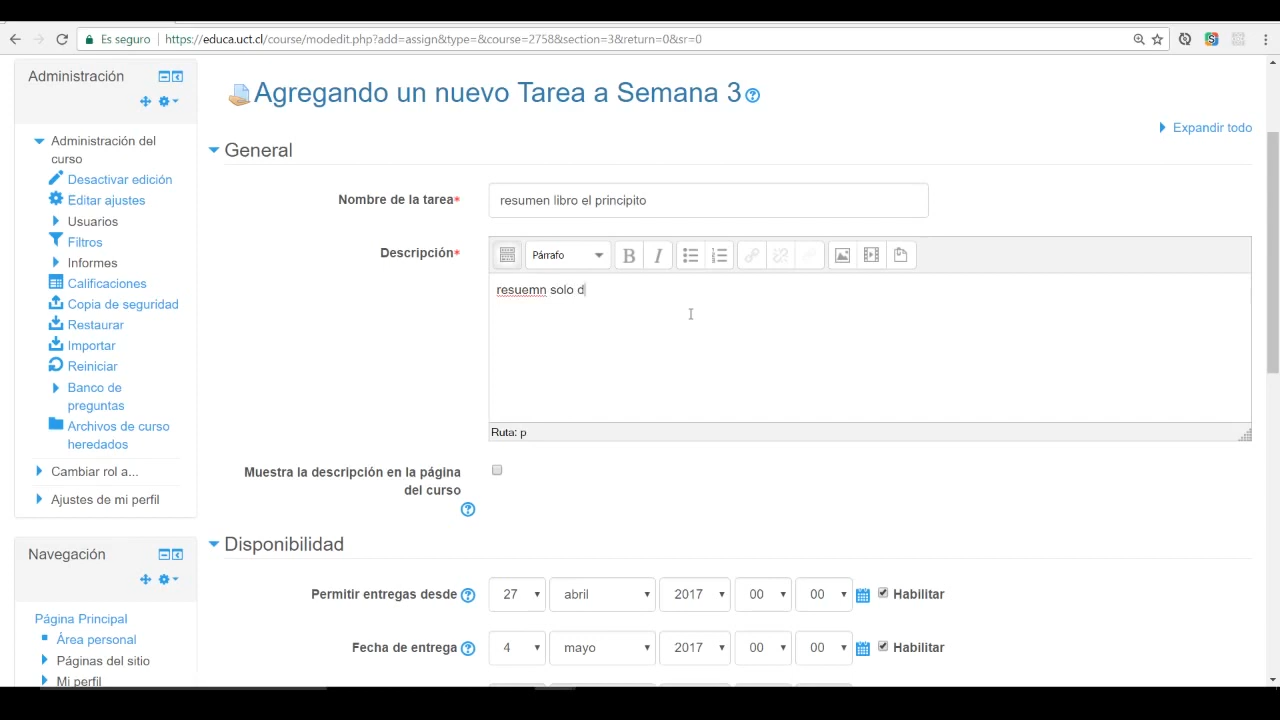 Es seguro
https://educa.uct.cl/course/modedit.php?add=assign&type=&course=2758&section=3&return=0&sr=0
Administración
Administración del
curso
Desactivar edición
Editar ajustes
Usuarios
Filtros
Informes
Calificaciones
Copia de seguridad
Restaurar
Importar
Reiniciar
Banco de
preguntas
Archivos de curso
heredados
Cambiar rol a...
Ajustes de mi perfil
Navegación
Página Principal
Área personal
Páginas del sitio
Mi perfil
Agregando un nuevo Tarea a Semana 3
Expandir todo
General
Nombre de la tarea* resumen libro el principito
Descripción* Párrafo B I
resuemn solo d
Ruta: p
Muestra la descripción en la página
del curso
Disponibilidad
Permitir entregas desde 27 abril 2017 00 00 Habilitar
Fecha de entrega 4 mayo 2017 00 00 Habilitar